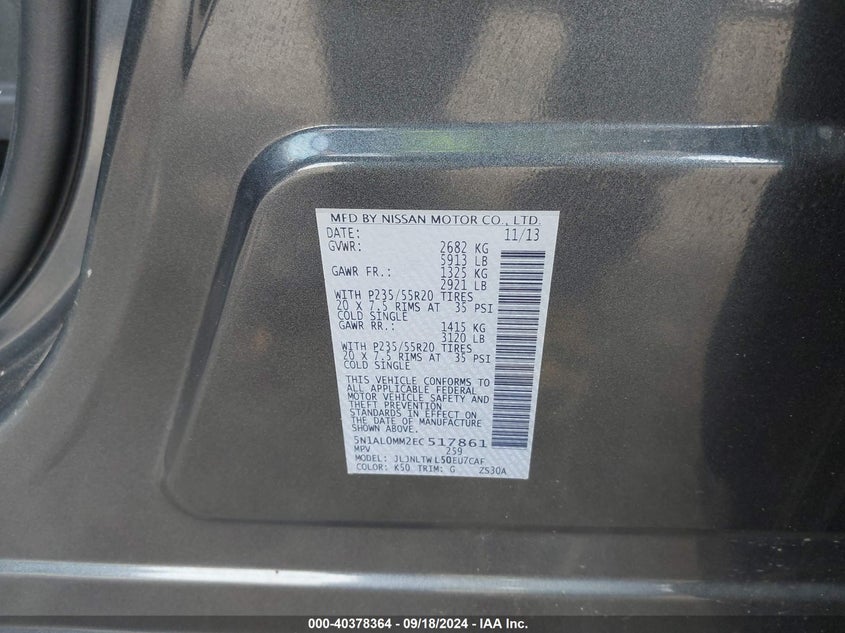 MFD BY NISSAN MOTOR CO., LTD.
DATE: 11/13
GVWR: 2682 KG
5913 LB
GAWR FR.: 1325 KG
2921 LB
WITH P235/55R20 TIRES
20 X 7.5 RIMS AT 35 PSI
COLD SINGLE
GAWR RR.: 1415 KG
3120 LB
WITH P235/55R20 TIRES
20 X 7.5 RIMS AT 35 PSI
COLD SINGLE
THIS VEHICLE CONFORMS TO
ALL APPLICABLE FEDERAL
MOTOR VEHICLE SAFETY AND
THEFT PREVENTION
STANDARDS IN EFFECT ON
THE DATE OF MANUFACTURE
SHOWN ABOVE.
5N1AL0MM2EC517861
MPV 259
MODEL: JLJNLTWL50EU7CAF
COLOR: K50 TRIM: G ZS30A
000-40378364 - 09/18/2024 - IAA Inc.